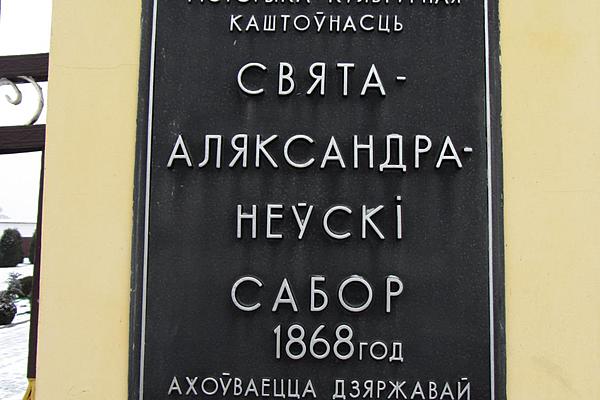 КАШТОЎНАСЦЬ
СВЯТА-
АЛЯКСАНДРА-
НЕЎСКІ
САБОР
1868 ГОД
АХОЎВАЕЦЦА ДЗЯРЖАВАЙ